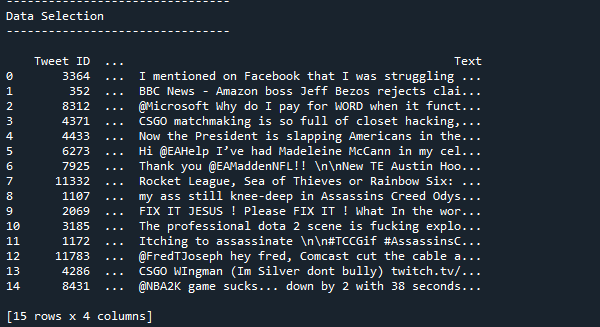 ----------------------------------
Data Selection
----------------------------------
Tweet ID ... Text
0 3364 ... I mentioned on Facebook that I was struggling ...
1 352 ... BBC News - Amazon boss Jeff Bezos rejects clai...
2 8312 ... @Microsoft Why do I pay for WORD when it funct...
3 4371 ... CSGO matchmaking is so full of closet hacking,...
4 4433 ... Now the President is slapping Americans in the...
5 6273 ... Hi @EAHelp I’ve had Madeleine McCann in my cel...
6 7925 ... Thank you @EAMaddenNFL!! \n\nNew TE Austin Hoo...
7 11332 ... Rocket League, Sea of Thieves or Rainbow Six: ...
8 1107 ... my ass still knee-deep in Assassins Creed Odys...
9 2069 ... FIX IT JESUS ! Please FIX IT ! What In the wor...
10 3185 ... The professional dota 2 scene is fucking explo...
11 1172 ... Itching to assassinate \n\n#TCCGif #AssassinsC...
12 11783 ... @FredTJoseph hey fred, Comcast cut the cable a...
13 4286 ... CSGO WIngman (Im Silver dont bully) twitch.tv/...
14 8431 ... @NBA2K game sucks... down by 2 with 38 seconds...
[15 rows x 4 columns]